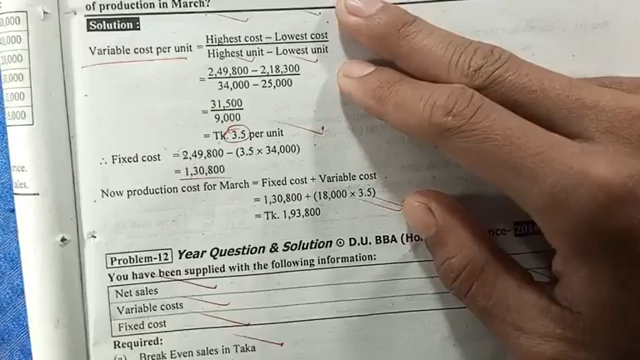 of production in March?
Solution :
Variable cost per unit = Highest cost – Lowest cost
Highest unit – Lowest unit
= 2,49,800 – 2,18,300
34,000 – 25,000
= 31,500
9,000
= Tk. 3.5 per unit
∴ Fixed cost = 2,49,800 – (3.5 × 34,000)
= 1,30,800
Now production cost for March = Fixed cost + Variable cost
= 1,30,800 + (18,000 × 3.5)
= Tk. 1,93,800
Problem-12 Year Question & Solution ⊙ D.U. BBA
You have been supplied with the following information:
Net sales
Variable costs
Fixed cost
Required:
(a) Break Even sales in Taka